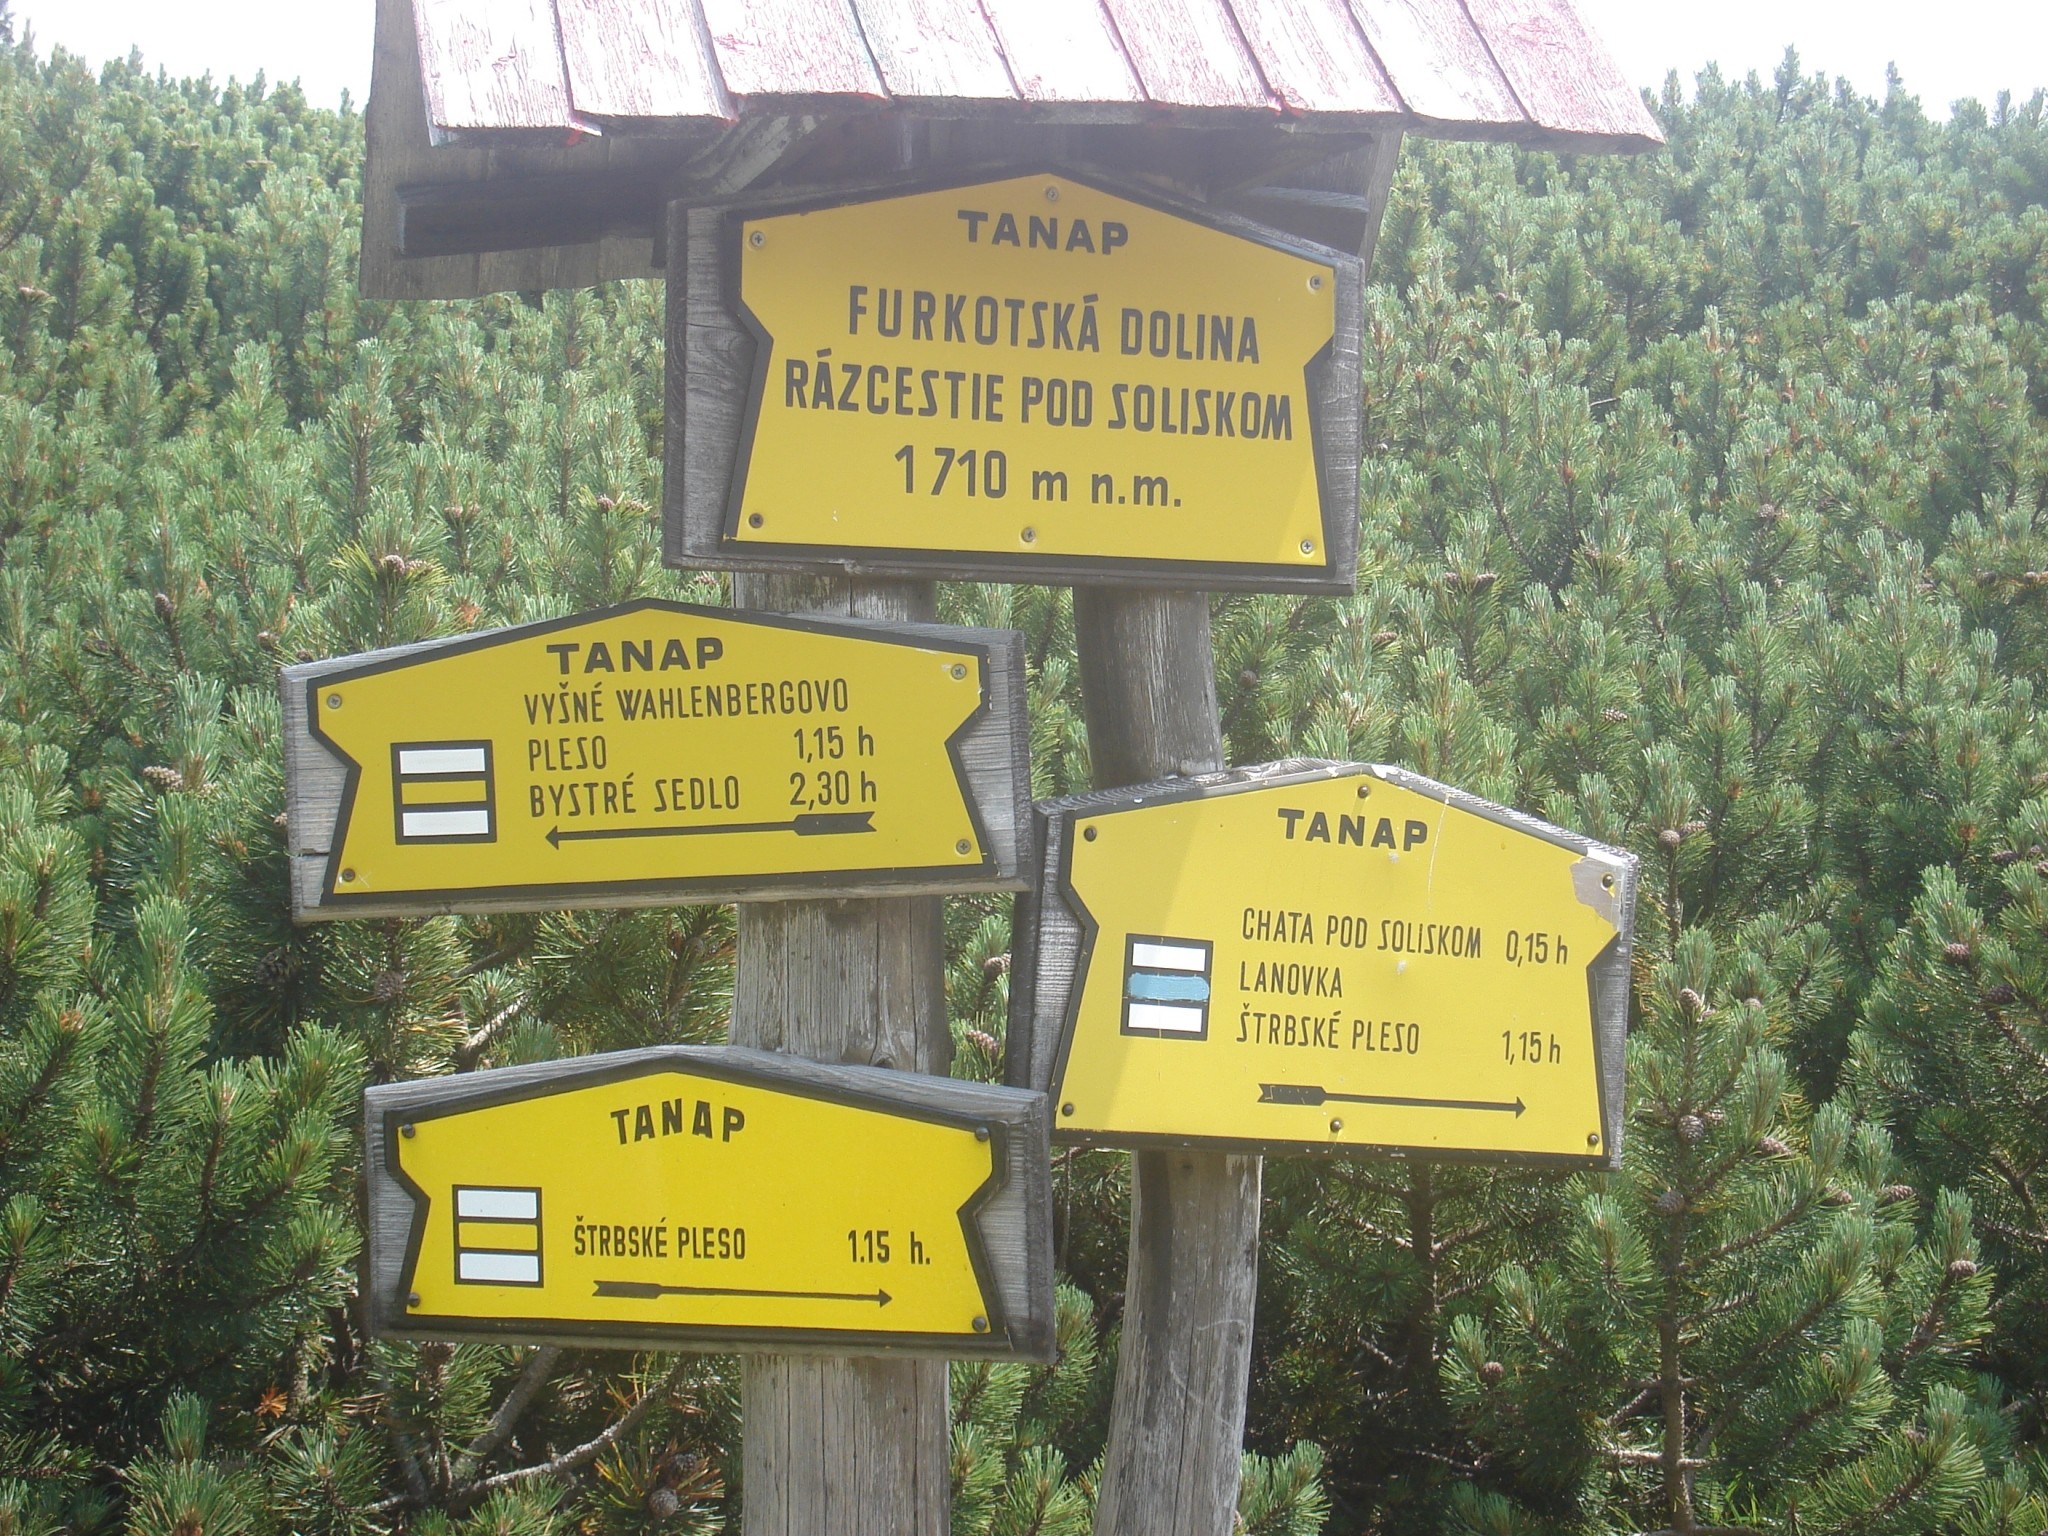 TANAP
FURKOTSKÁ DOLINA
RÁZCESTIE POD SOLISKOM
1710 m n.m.
TANAP
VYŠNÉ WAHLENBERGOVO
PLESO 1,15 h
BYSTRÉ SEDLO 2,30 h
TANAP
CHATA POD SOLISKOM 0,15 h
LANOVKA
ŠTRBSKÉ PLESO 1,15 h
TANAP
ŠTRBSKÉ PLESO 1.15 h.